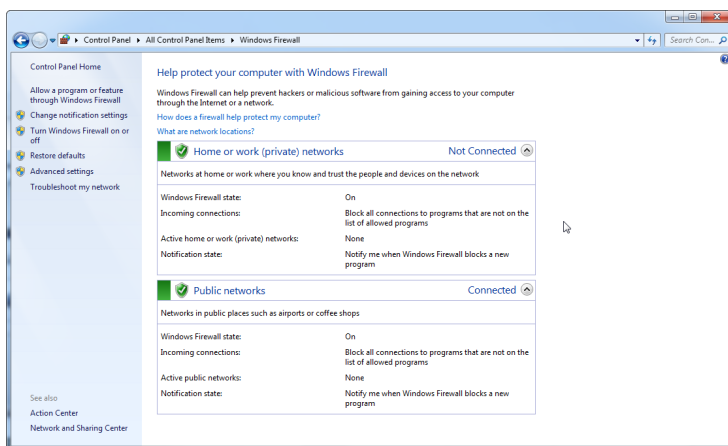 Control Panel ▸ All Control Panel Items ▸ Windows Firewall
Search Con...
Control Panel Home
Allow a program or feature
through Windows Firewall
Change notification settings
Turn Windows Firewall on or
off
Restore defaults
Advanced settings
Troubleshoot my network
See also
Action Center
Network and Sharing Center
Help protect your computer with Windows Firewall
Windows Firewall can help prevent hackers or malicious software from gaining access to your computer
through the Internet or a network.
How does a firewall help protect my computer?
What are network locations?
Home or work (private) networks Not Connected
Networks at home or work where you know and trust the people and devices on the network
Windows Firewall state: On
Incoming connections: Block all connections to programs that are not on the
list of allowed programs
Active home or work (private) networks: None
Notification state: Notify me when Windows Firewall blocks a new
program
Public networks Connected
Networks in public places such as airports or coffee shops
Windows Firewall state: On
Incoming connections: Block all connections to programs that are not on the
list of allowed programs
Active public networks: None
Notification state: Notify me when Windows Firewall blocks a new
program